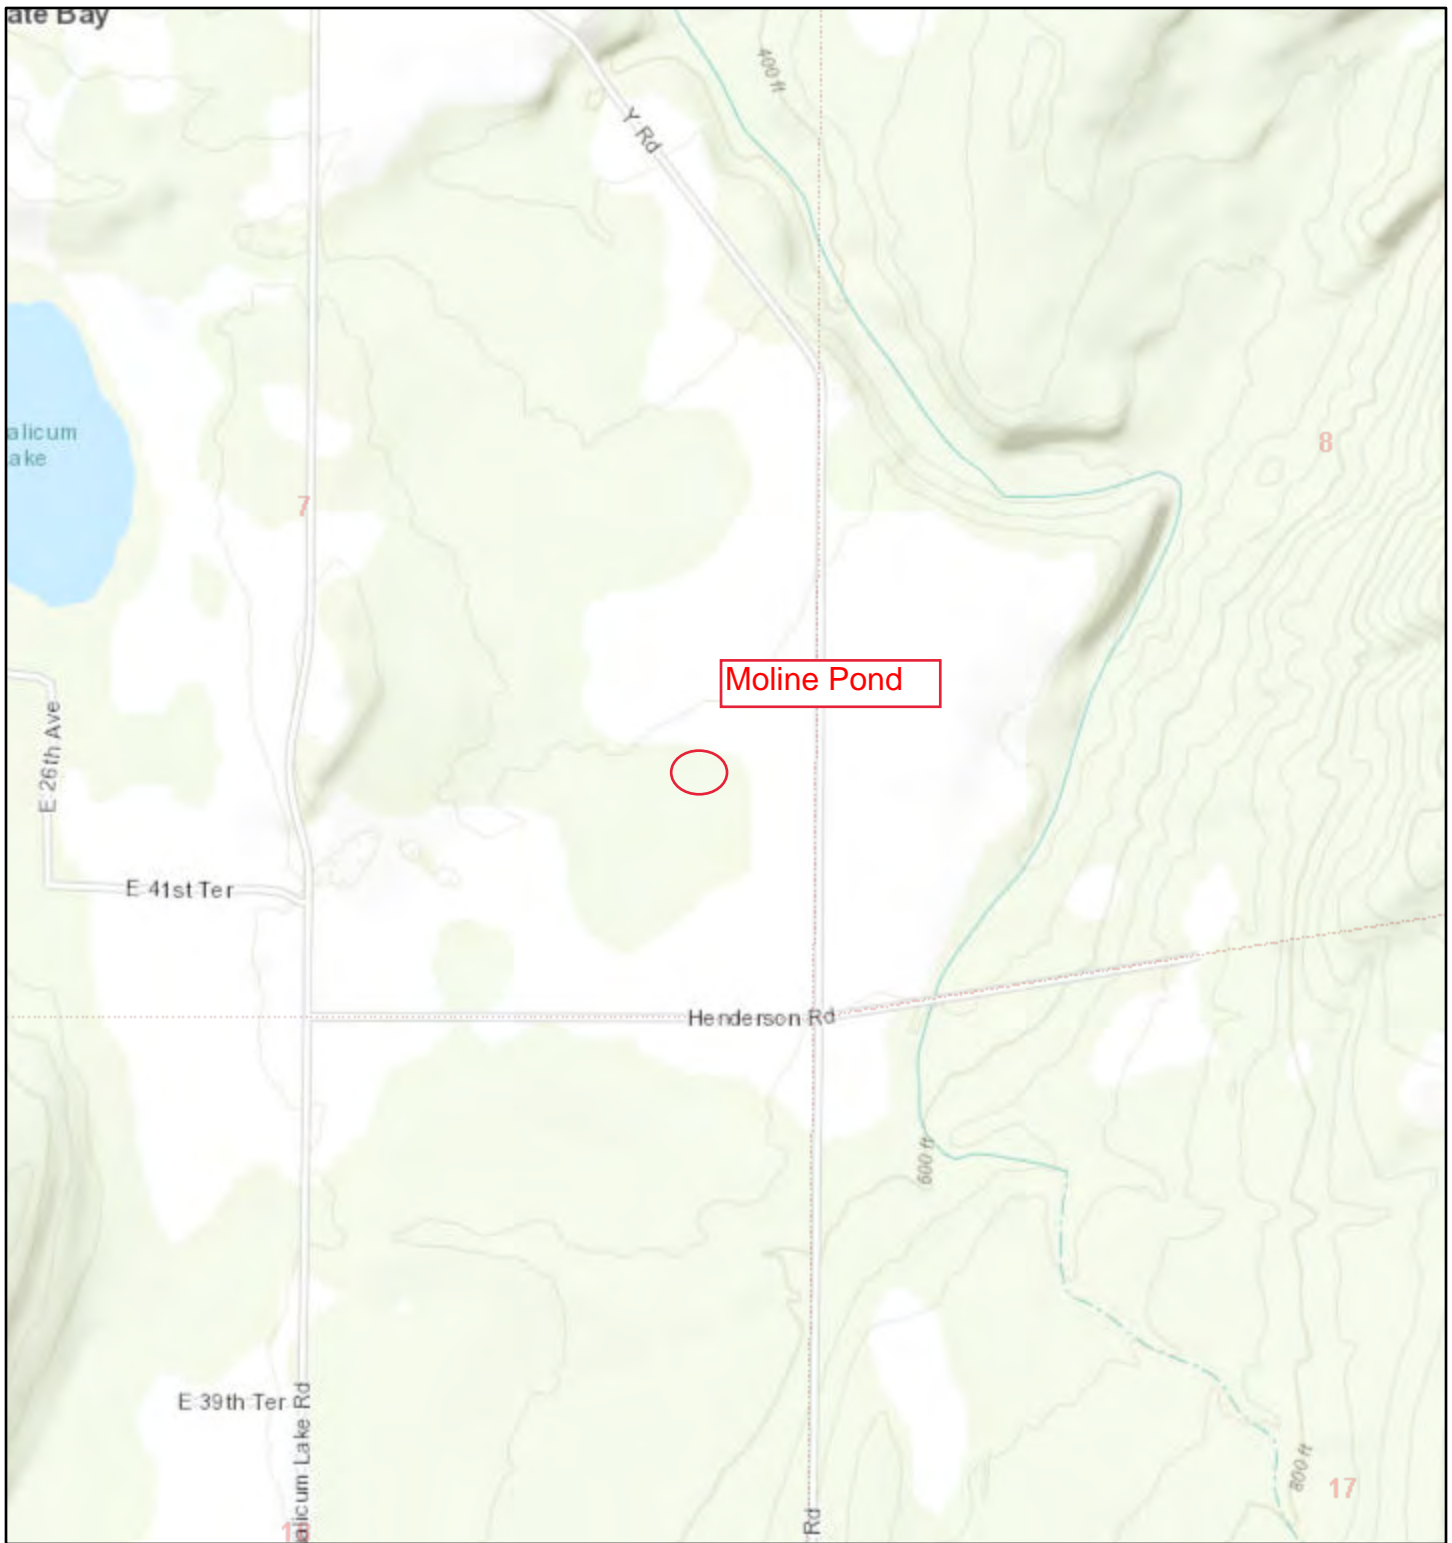 ate Bay
400 ft
Y Rd
alicum
ake
8
7
Moline Pond
E 26th Ave
E 41st Ter
Henderson Rd
600 ft
E 39th Ter
alicum Lake Rd
Rd
800 ft
17